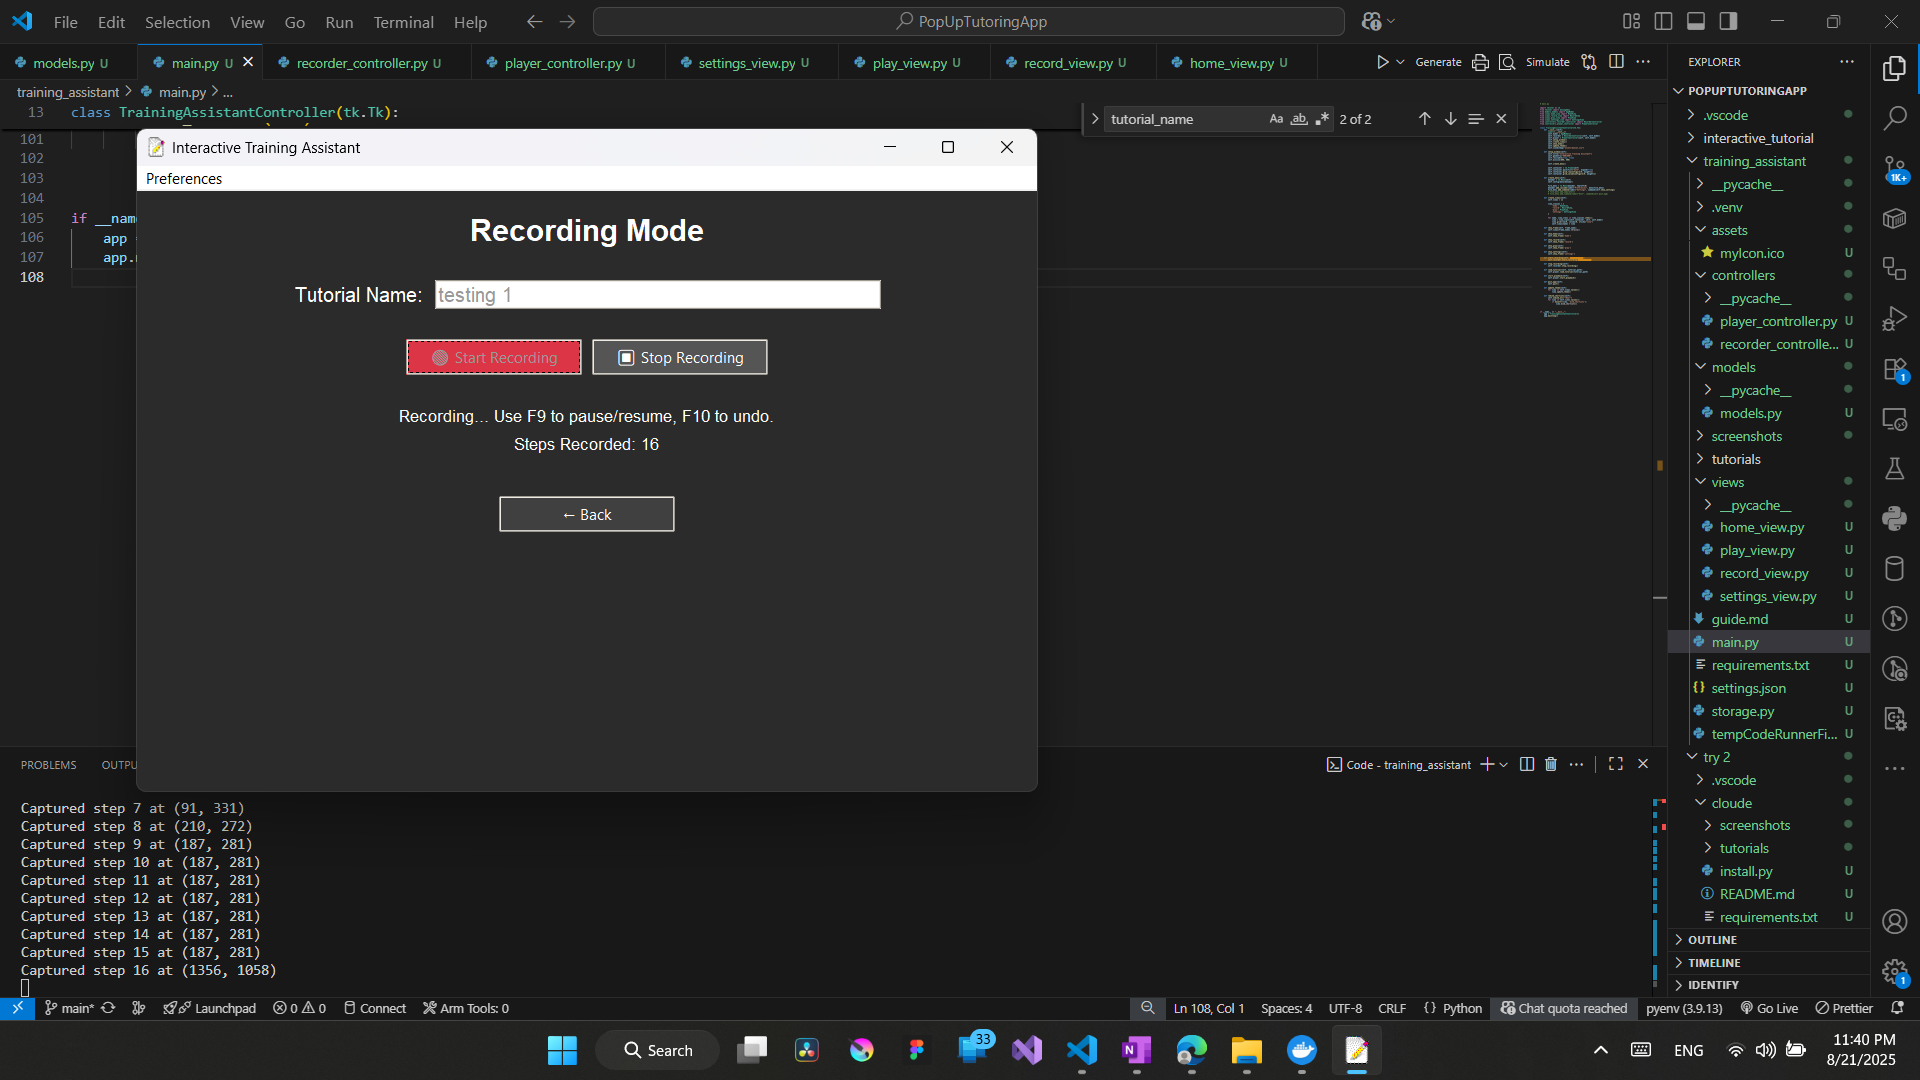 File Edit Selection View Go Run Terminal Help
PopUpTutoringApp
models.py U
main.py U
recorder_controller.py U
player_controller.py U
settings_view.py U
play_view.py U
record_view.py U
home_view.py U
Generate
Simulate
training_assistant > main.py > ...
13 class TrainingAssistantController(tk.Tk):
tutorial_name
Aa ab .*
2 of 2
101
102
103
104
105 if __nam
106 app
107 app.
108
Interactive Training Assistant
Preferences
Recording Mode
Tutorial Name: testing 1
Start Recording
Stop Recording
Recording... Use F9 to pause/resume, F10 to undo.
Steps Recorded: 16
← Back
PROBLEMS OUTPU
Code - training_assistant
Captured step 7 at (91, 331)
Captured step 8 at (210, 272)
Captured step 9 at (187, 281)
Captured step 10 at (187, 281)
Captured step 11 at (187, 281)
Captured step 12 at (187, 281)
Captured step 13 at (187, 281)
Captured step 14 at (187, 281)
Captured step 15 at (187, 281)
Captured step 16 at (1356, 1058)
EXPLORER
POPUPTUTORINGAPP
.vscode
interactive_tutorial
training_assistant
__pycache__
.venv
assets
myIcon.ico U
controllers
__pycache__
player_controller.py U
recorder_controlle... U
models
__pycache__
models.py U
screenshots
tutorials
views
__pycache__
home_view.py U
play_view.py U
record_view.py U
settings_view.py U
guide.md U
main.py U
requirements.txt U
settings.json U
storage.py U
tempCodeRunnerFi... U
try 2
.vscode
cloude
screenshots
tutorials
install.py U
README.md U
requirements.txt U
OUTLINE
TIMELINE
IDENTIFY
1K+
1
1
main*
Launchpad
0 0
Connect
Arm Tools: 0
Ln 108, Col 1
Spaces: 4
UTF-8
CRLF
{} Python
Chat quota reached
pyenv (3.9.13)
Go Live
Prettier
Search
33
ENG
11:40 PM
8/21/2025